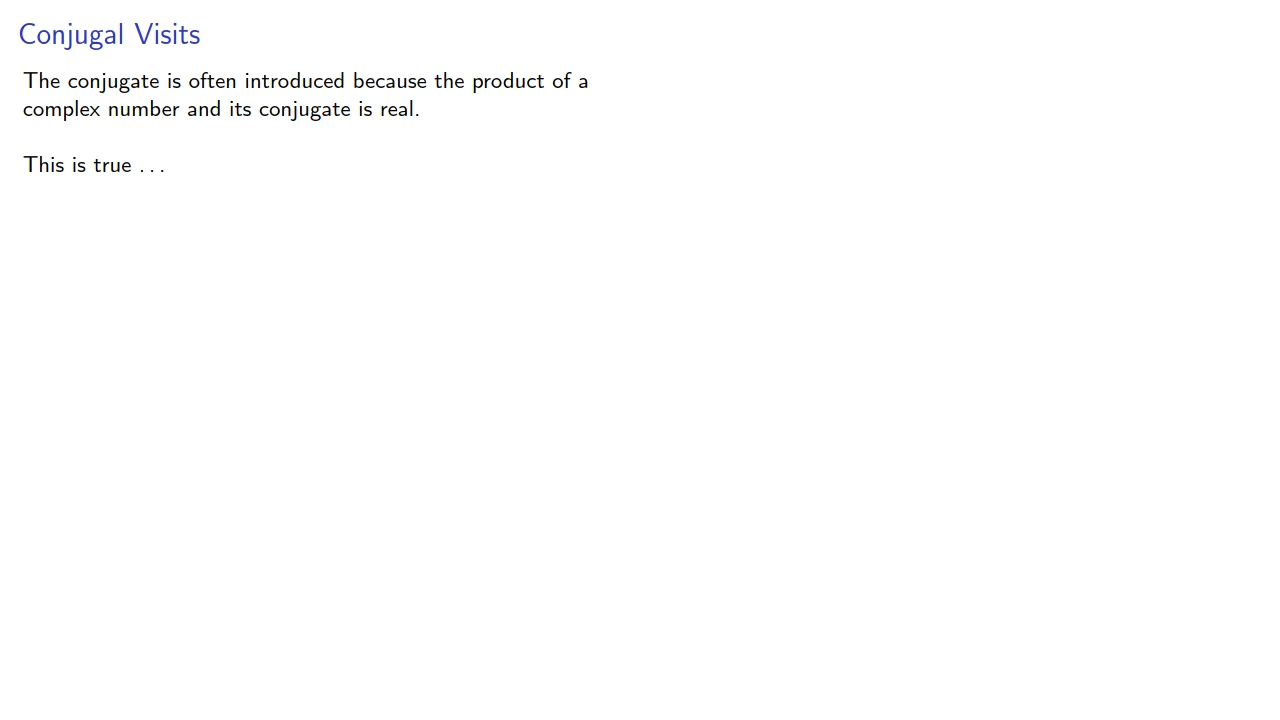 Conjugal Visits
The conjugate is often introduced because the product of a
complex number and its conjugate is real.
This is true . . .